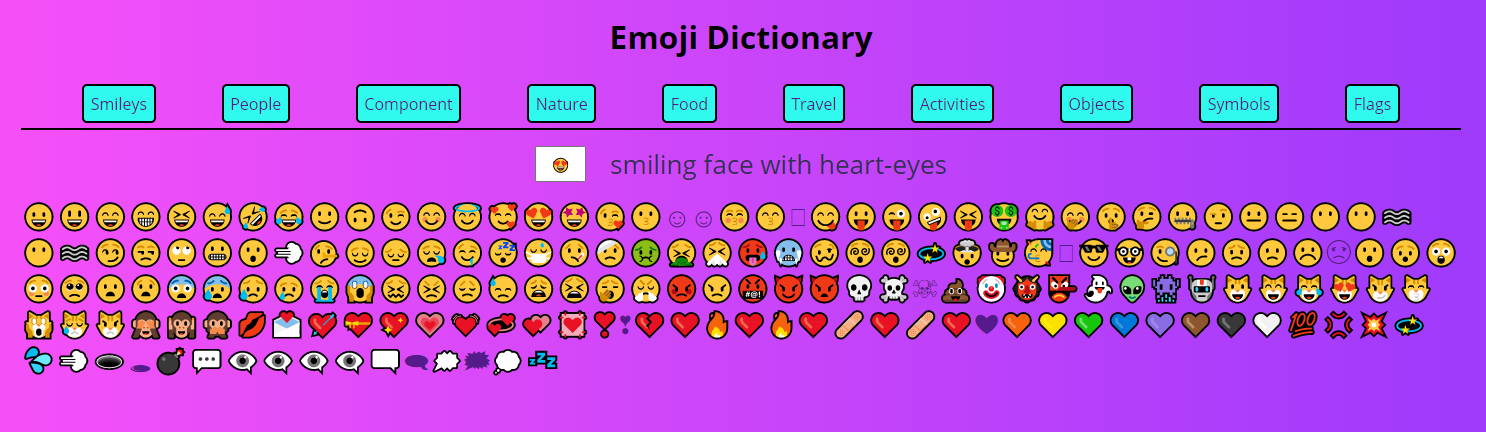 Emoji Dictionary
Smileys People Component Nature Food Travel Activities Objects Symbols Flags
smiling face with heart-eyes